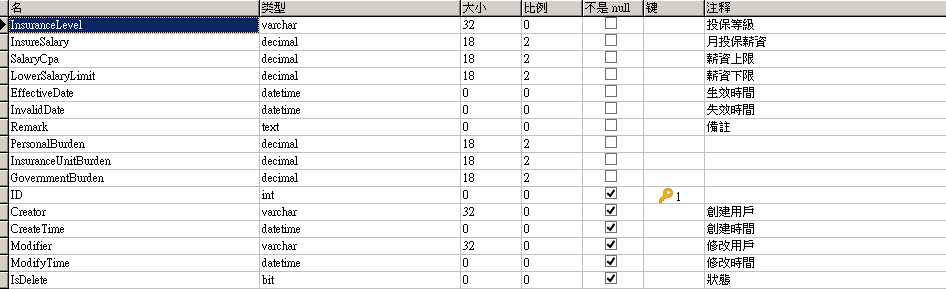 名 类型 大小 比例 不是 null 键 注释
InsuranceLevel varchar 32 0 投保等級
InsureSalary decimal 18 2 月投保薪資
SalaryCpa decimal 18 2 薪資上限
LowerSalaryLimit decimal 18 2 薪資下限
EffectiveDate datetime 0 0 生效時間
InvalidDate datetime 0 0 失效時間
Remark text 0 0 備註
PersonalBurden decimal 18 2
InsuranceUnitBurden decimal 18 2
GovernmentBurden decimal 18 2
ID int 0 0 1
Creator varchar 32 0 創建用戶
CreateTime datetime 0 0 創建時間
Modifier varchar 32 0 修改用戶
ModifyTime datetime 0 0 修改時間
IsDelete bit 0 0 狀態